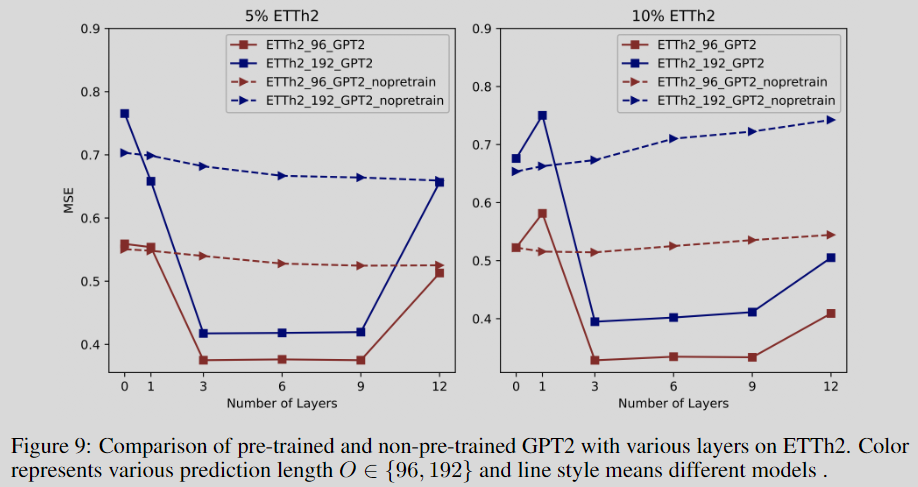 5% ETTh2
10% ETTh2
0.9
0.8
0.7
0.6
0.5
0.4
MSE
ETTh2_96_GPT2
ETTh2_192_GPT2
ETTh2_96_GPT2_nopretrain
ETTh2_192_GPT2_nopretrain
0 1 3 6 9 12
Number of Layers
0.9
0.8
0.7
0.6
0.5
0.4
ETTh2_96_GPT2
ETTh2_192_GPT2
ETTh2_96_GPT2_nopretrain
ETTh2_192_GPT2_nopretrain
0 1 3 6 9 12
Number of Layers
Figure 9: Comparison of pre-trained and non-pre-trained GPT2 with various layers on ETTh2. Color
represents various prediction length O ∈ {96, 192} and line style means different models .